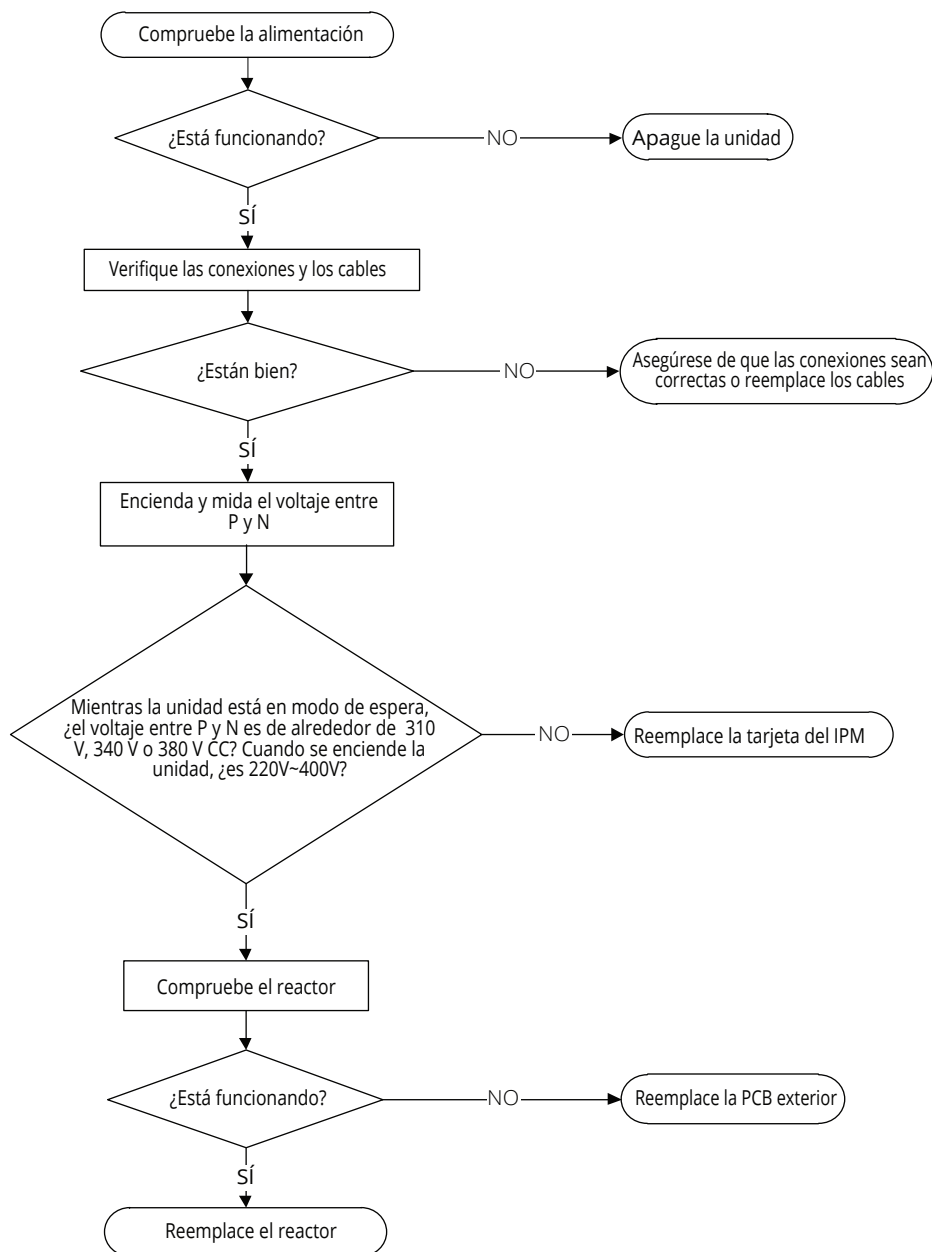 Compruebe la alimentación
¿Está funcionando?
NO
Apague la unidad
SÍ
Verifique las conexiones y los cables
¿Están bien?
NO
Asegúrese de que las conexiones sean
correctas o reemplace los cables
SÍ
Encienda y mida el voltaje entre
P y N
Mientras la unidad está en modo de espera,
¿el voltaje entre P y N es de alrededor de 310
V, 340 V o 380 V CC? Cuando se enciende la
unidad, ¿es 220V~400V?
NO
Reemplace la tarjeta del IPM
SÍ
Compruebe el reactor
¿Está funcionando?
NO
Reemplace la PCB exterior
SÍ
Reemplace el reactor